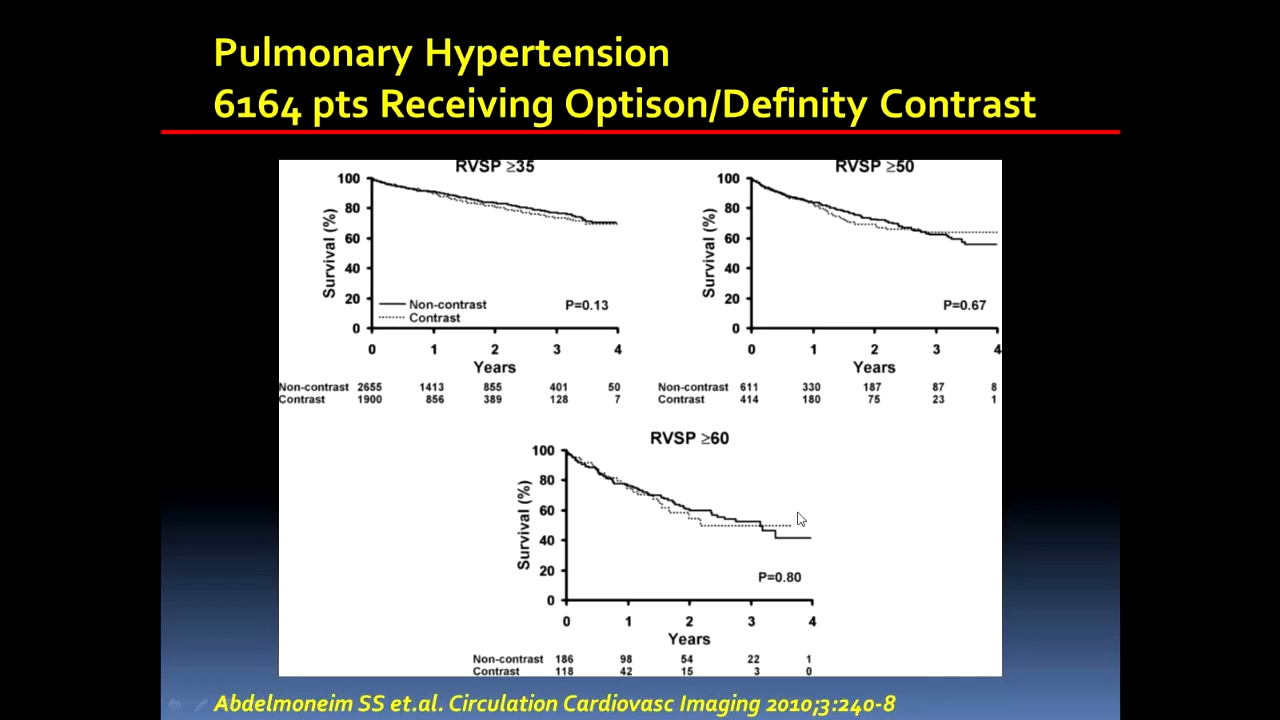 Pulmonary Hypertension
6164 pts Receiving Optison/Definity Contrast
RVSP ≥35
100
80
60
40
20
0
Survival (%)
Non-contrast
Contrast
P=0.13
0 1 2 3 4
Years
Non-contrast 2655 1413 855 401 50
Contrast 1900 856 389 128 7
RVSP ≥50
100
80
60
40
20
0
Survival (%)
P=0.67
0 1 2 3 4
Years
Non-contrast 611 330 187 87 8
Contrast 414 180 75 23 1
RVSP ≥60
100
80
60
40
20
0
Survival (%)
P=0.80
0 1 2 3 4
Years
Non-contrast 186 98 54 22 1
Contrast 118 42 15 3 0
Abdelmoneim SS et.al. Circulation Cardiovasc Imaging 2010;3:240-8